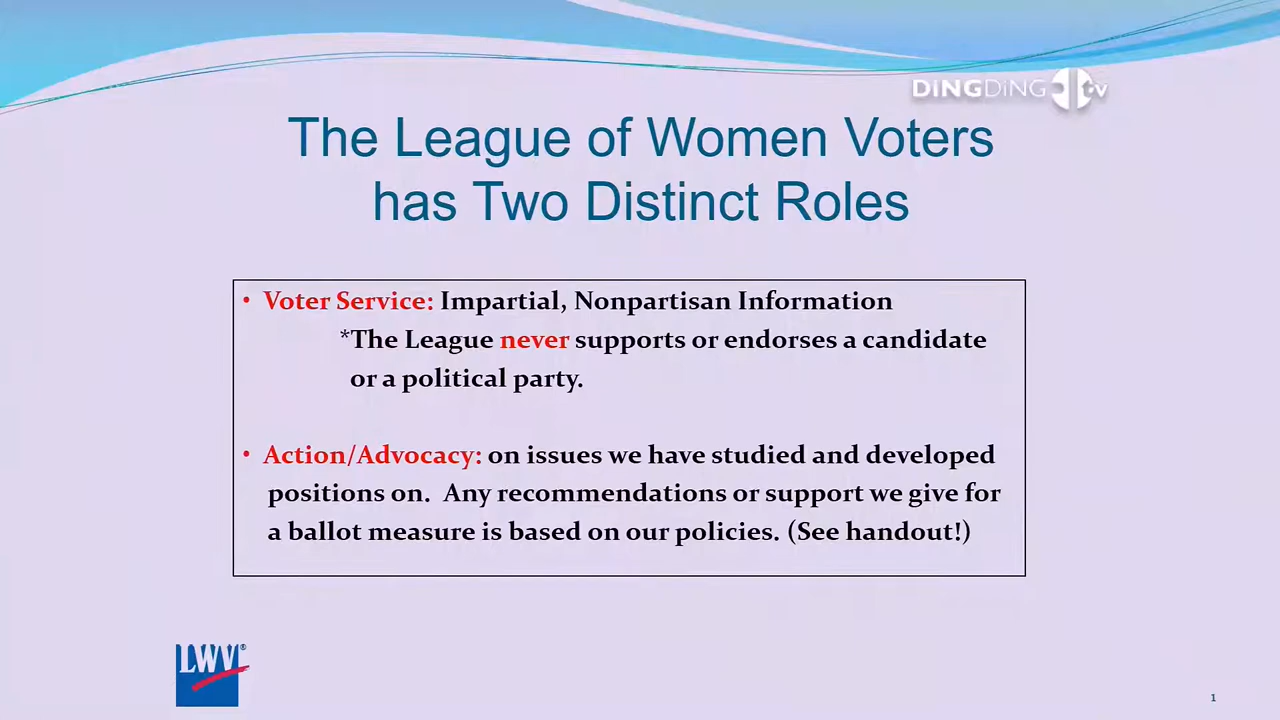 DINGDiNG tv
The League of Women Voters
has Two Distinct Roles
• Voter Service: Impartial, Nonpartisan Information
*The League never supports or endorses a candidate
or a political party.
• Action/Advocacy: on issues we have studied and developed
positions on. Any recommendations or support we give for
a ballot measure is based on our policies. (See handout!)
LWV®
1